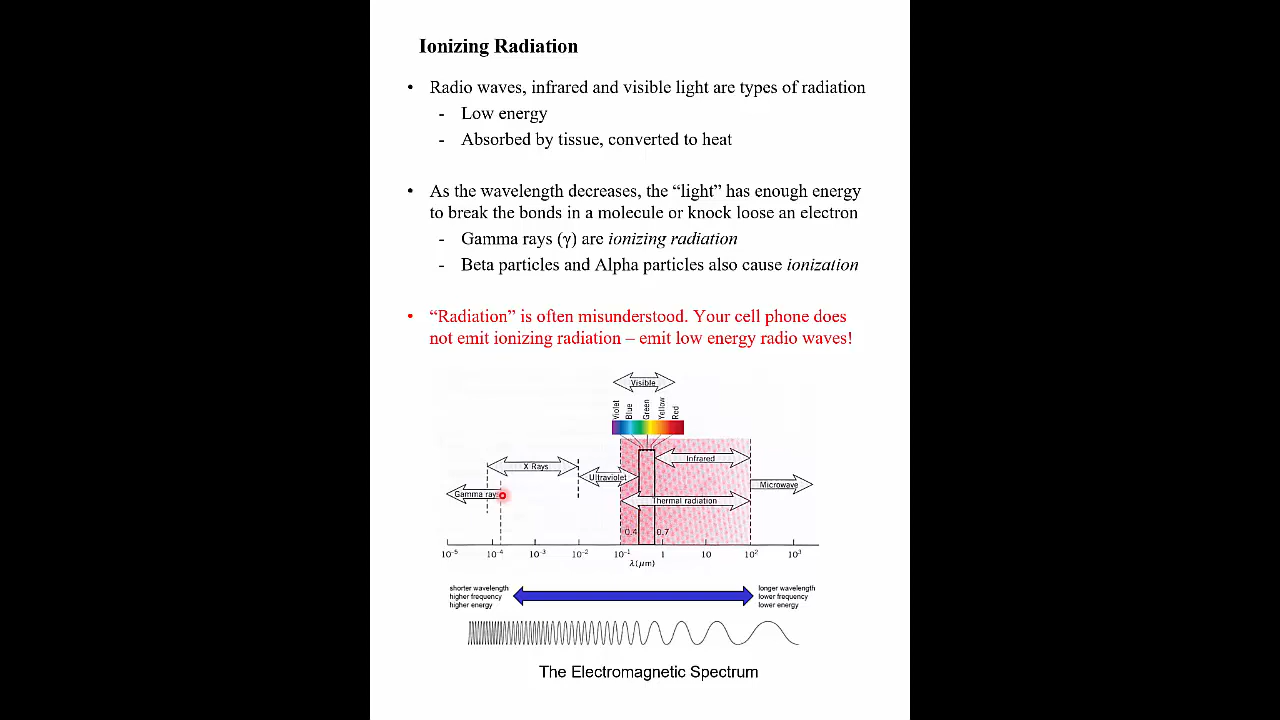 Ionizing Radiation
• Radio waves, infrared and visible light are types of radiation
- Low energy
- Absorbed by tissue, converted to heat
• As the wavelength decreases, the “light” has enough energy
to break the bonds in a molecule or knock loose an electron
- Gamma rays (γ) are ionizing radiation
- Beta particles and Alpha particles also cause ionization
• “Radiation” is often misunderstood. Your cell phone does
not emit ionizing radiation – emit low energy radio waves!
Visible
Violet Blue Green Yellow Red
X Rays
Infrared
Ultraviolet
Microwave
Gamma rays
Thermal radiation
0.4 0.7
10⁻⁵ 10⁻⁴ 10⁻³ 10⁻² 10⁻¹ 1 10 10² 10³
λ(μm)
shorter wavelength longer wavelength
higher frequency lower frequency
higher energy lower energy
The Electromagnetic Spectrum